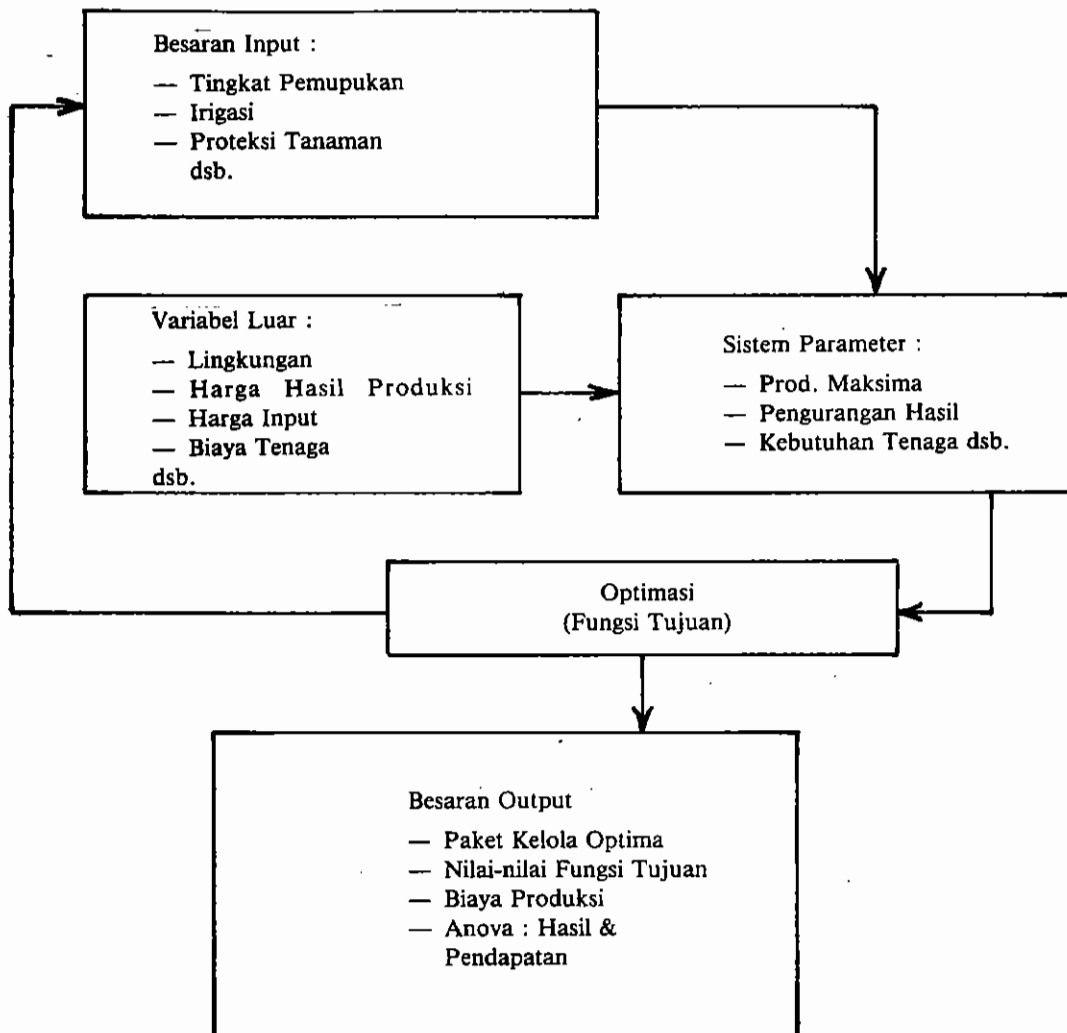 Besaran Input :
— Tingkat Pemupukan
— Irigasi
— Proteksi Tanaman
dsb.
Variabel Luar :
— Lingkungan
— Harga Hasil Produksi
— Harga Input
— Biaya Tenaga
dsb.
Sistem Parameter :
— Prod. Maksima
— Pengurangan Hasil
— Kebutuhan Tenaga dsb.
Optimasi
(Fungsi Tujuan)
Besaran Output
— Paket Kelola Optima
— Nilai-nilai Fungsi Tujuan
— Biaya Produksi
— Anova : Hasil &
Pendapatan